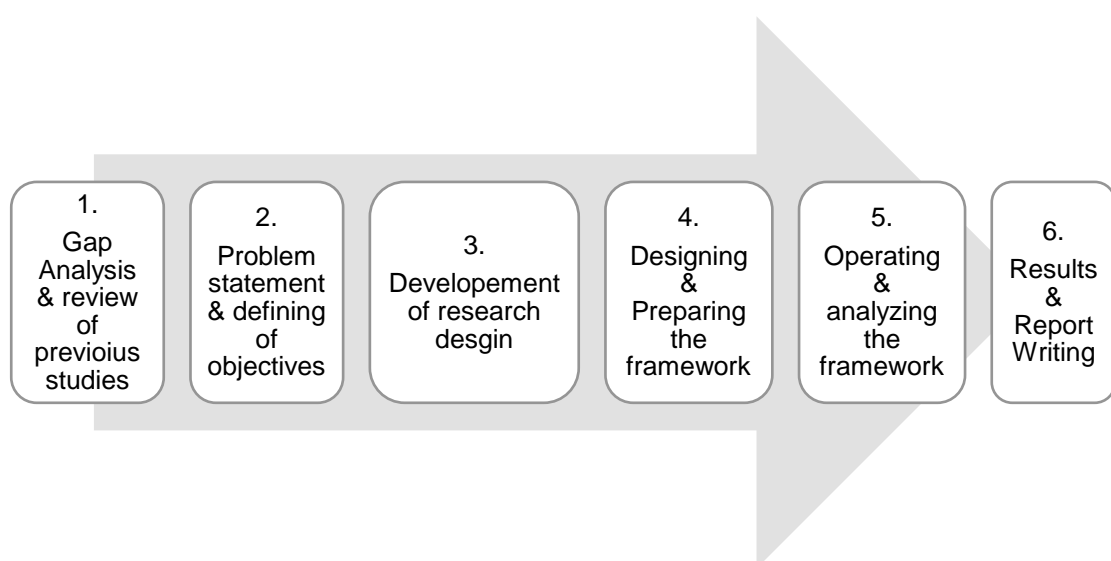 1.
Gap
Analysis
& review
of
previoius
studies
2.
Problem
statement
& defining
of
objectives
3.
Developement
of research
desgin
4.
Designing
&
Preparing
the
framework
5.
Operating
&
analyzing
the
framework
6.
Results
&
Report
Writing